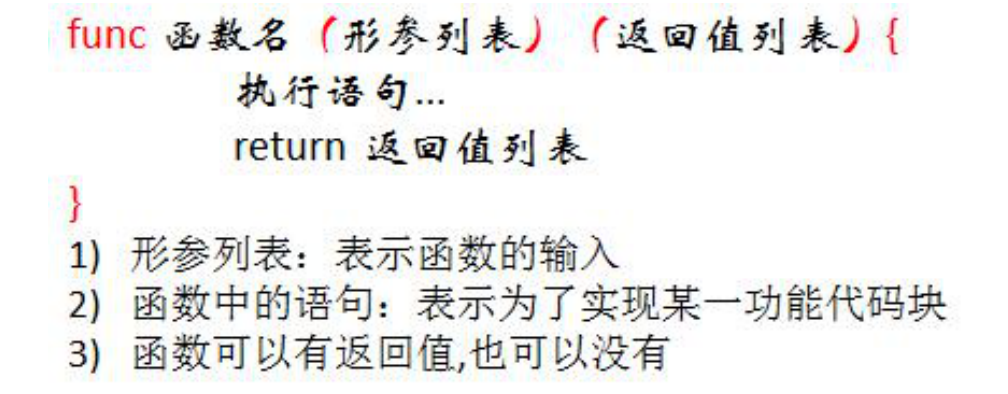 func 函数名（形参列表）（返回值列表）{
执行语句...
return 返回值列表
}
1) 形参列表：表示函数的输入
2) 函数中的语句：表示为了实现某一功能代码块
3) 函数可以有返回值,也可以没有